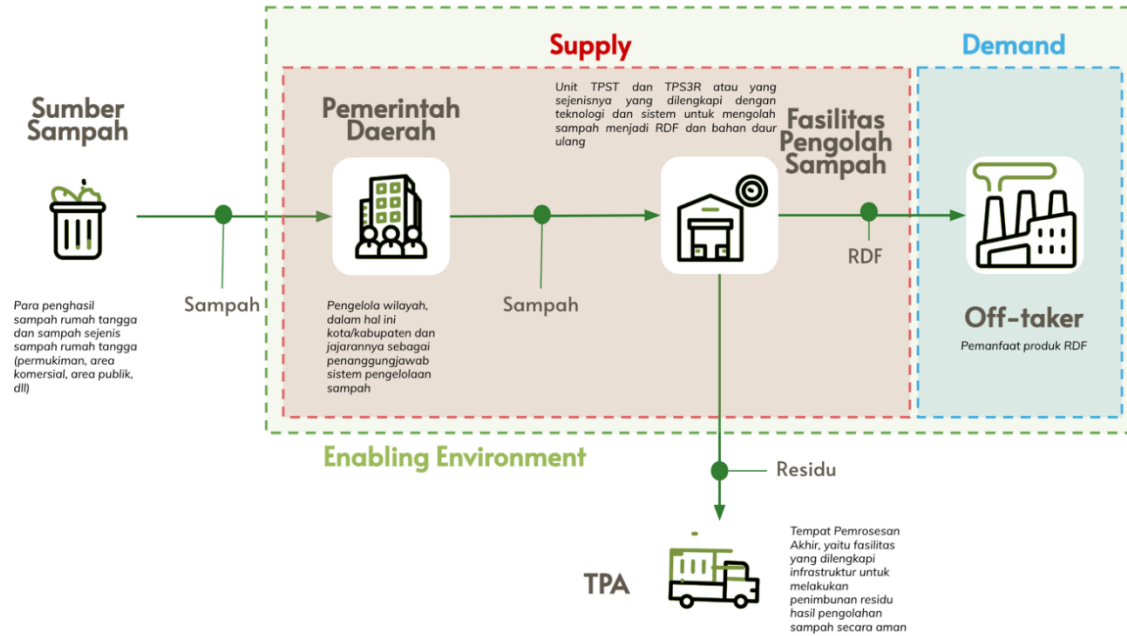 Supply
Demand
Sumber
Sampah
Para penghasil
sampah rumah tangga
dan sampah sejenis
sampah rumah tangga
(permukiman, area
komersial, area publik,
dll)
Sampah
Pemerintah
Daerah
Pengelola wilayah,
dalam hal ini
kota/kabupaten dan
jajarannya sebagai
penanggungjawab
sistem pengelolaan
sampah
Sampah
Unit TPST dan TPS3R atau yang
sejenisnya yang dilengkapi dengan
teknologi dan sistem untuk mengolah
sampah menjadi RDF dan bahan daur
ulang
Fasilitas
Pengolah
Sampah
RDF
Off-taker
Pemanfaat produk RDF
Enabling Environment
Residu
TPA
Tempat Pemrosesan
Akhir, yaitu fasilitas
yang dilengkapi
infrastruktur untuk
melakukan
penimbunan residu
hasil pengolahan
sampah secara aman